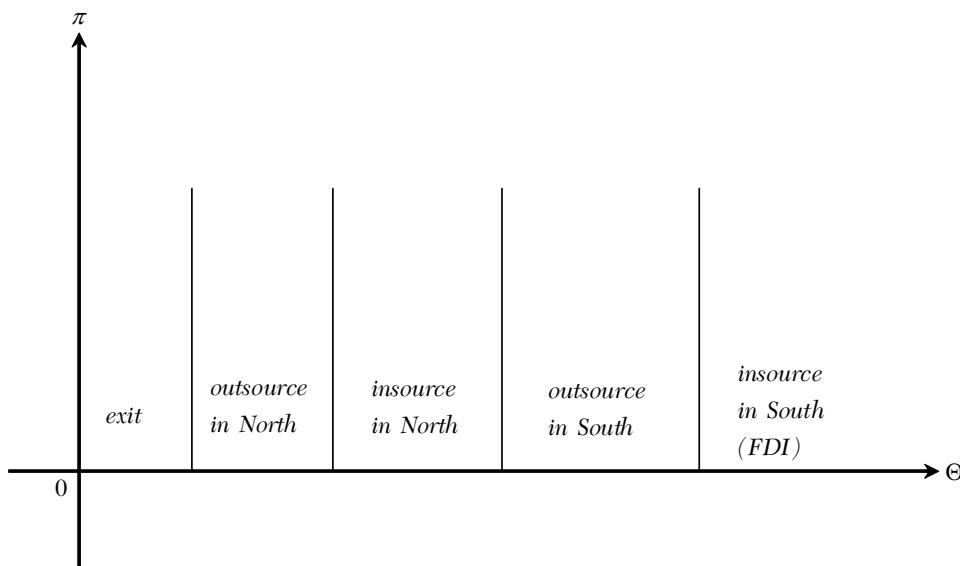 π
exit
outsource
in North
insource
in North
outsource
in South
insource
in South
(FDI)
0
Θ